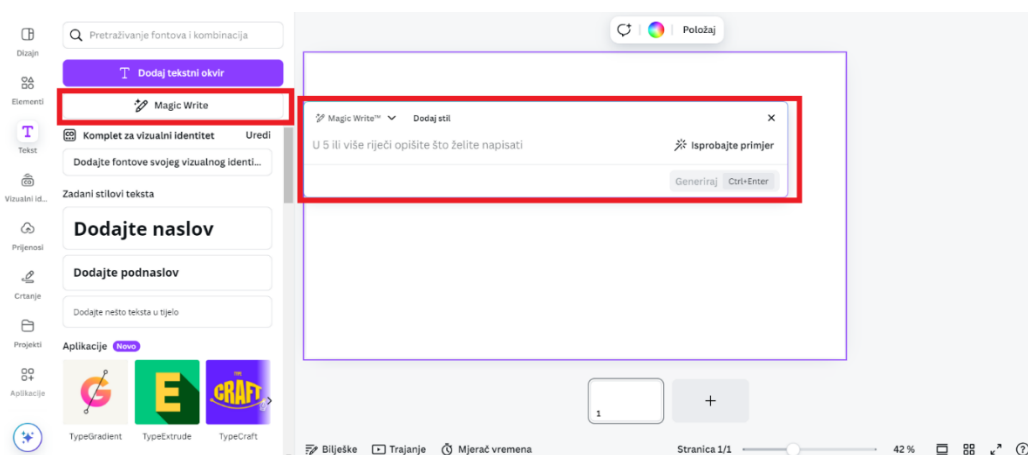 Dizajn
Elementi
Tekst
Vizualni id...
Prijenosi
Crtanje
Projekti
Aplikacije
Pretraživanje fontova i kombinacija
T Dodaj tekstni okvir
Magic Write
Komplet za vizualni identitet Uredi
Dodajte fontove svojeg vizualnog identi...
Zadani stilovi teksta
Dodajte naslov
Dodajte podnaslov
Dodajte nešto teksta u tijelo
Aplikacije Novo
G
E
THE
CRAFT
TypeGradient TypeExtrude TypeCraft
Položaj
Magic Write™ Dodaj stil
U 5 ili više riječi opišite što želite napisati Isprobajte primjer
Generiraj Ctrl+Enter
1
Bilješke Trajanje Mjerač vremena Stranica 1/1 42 %